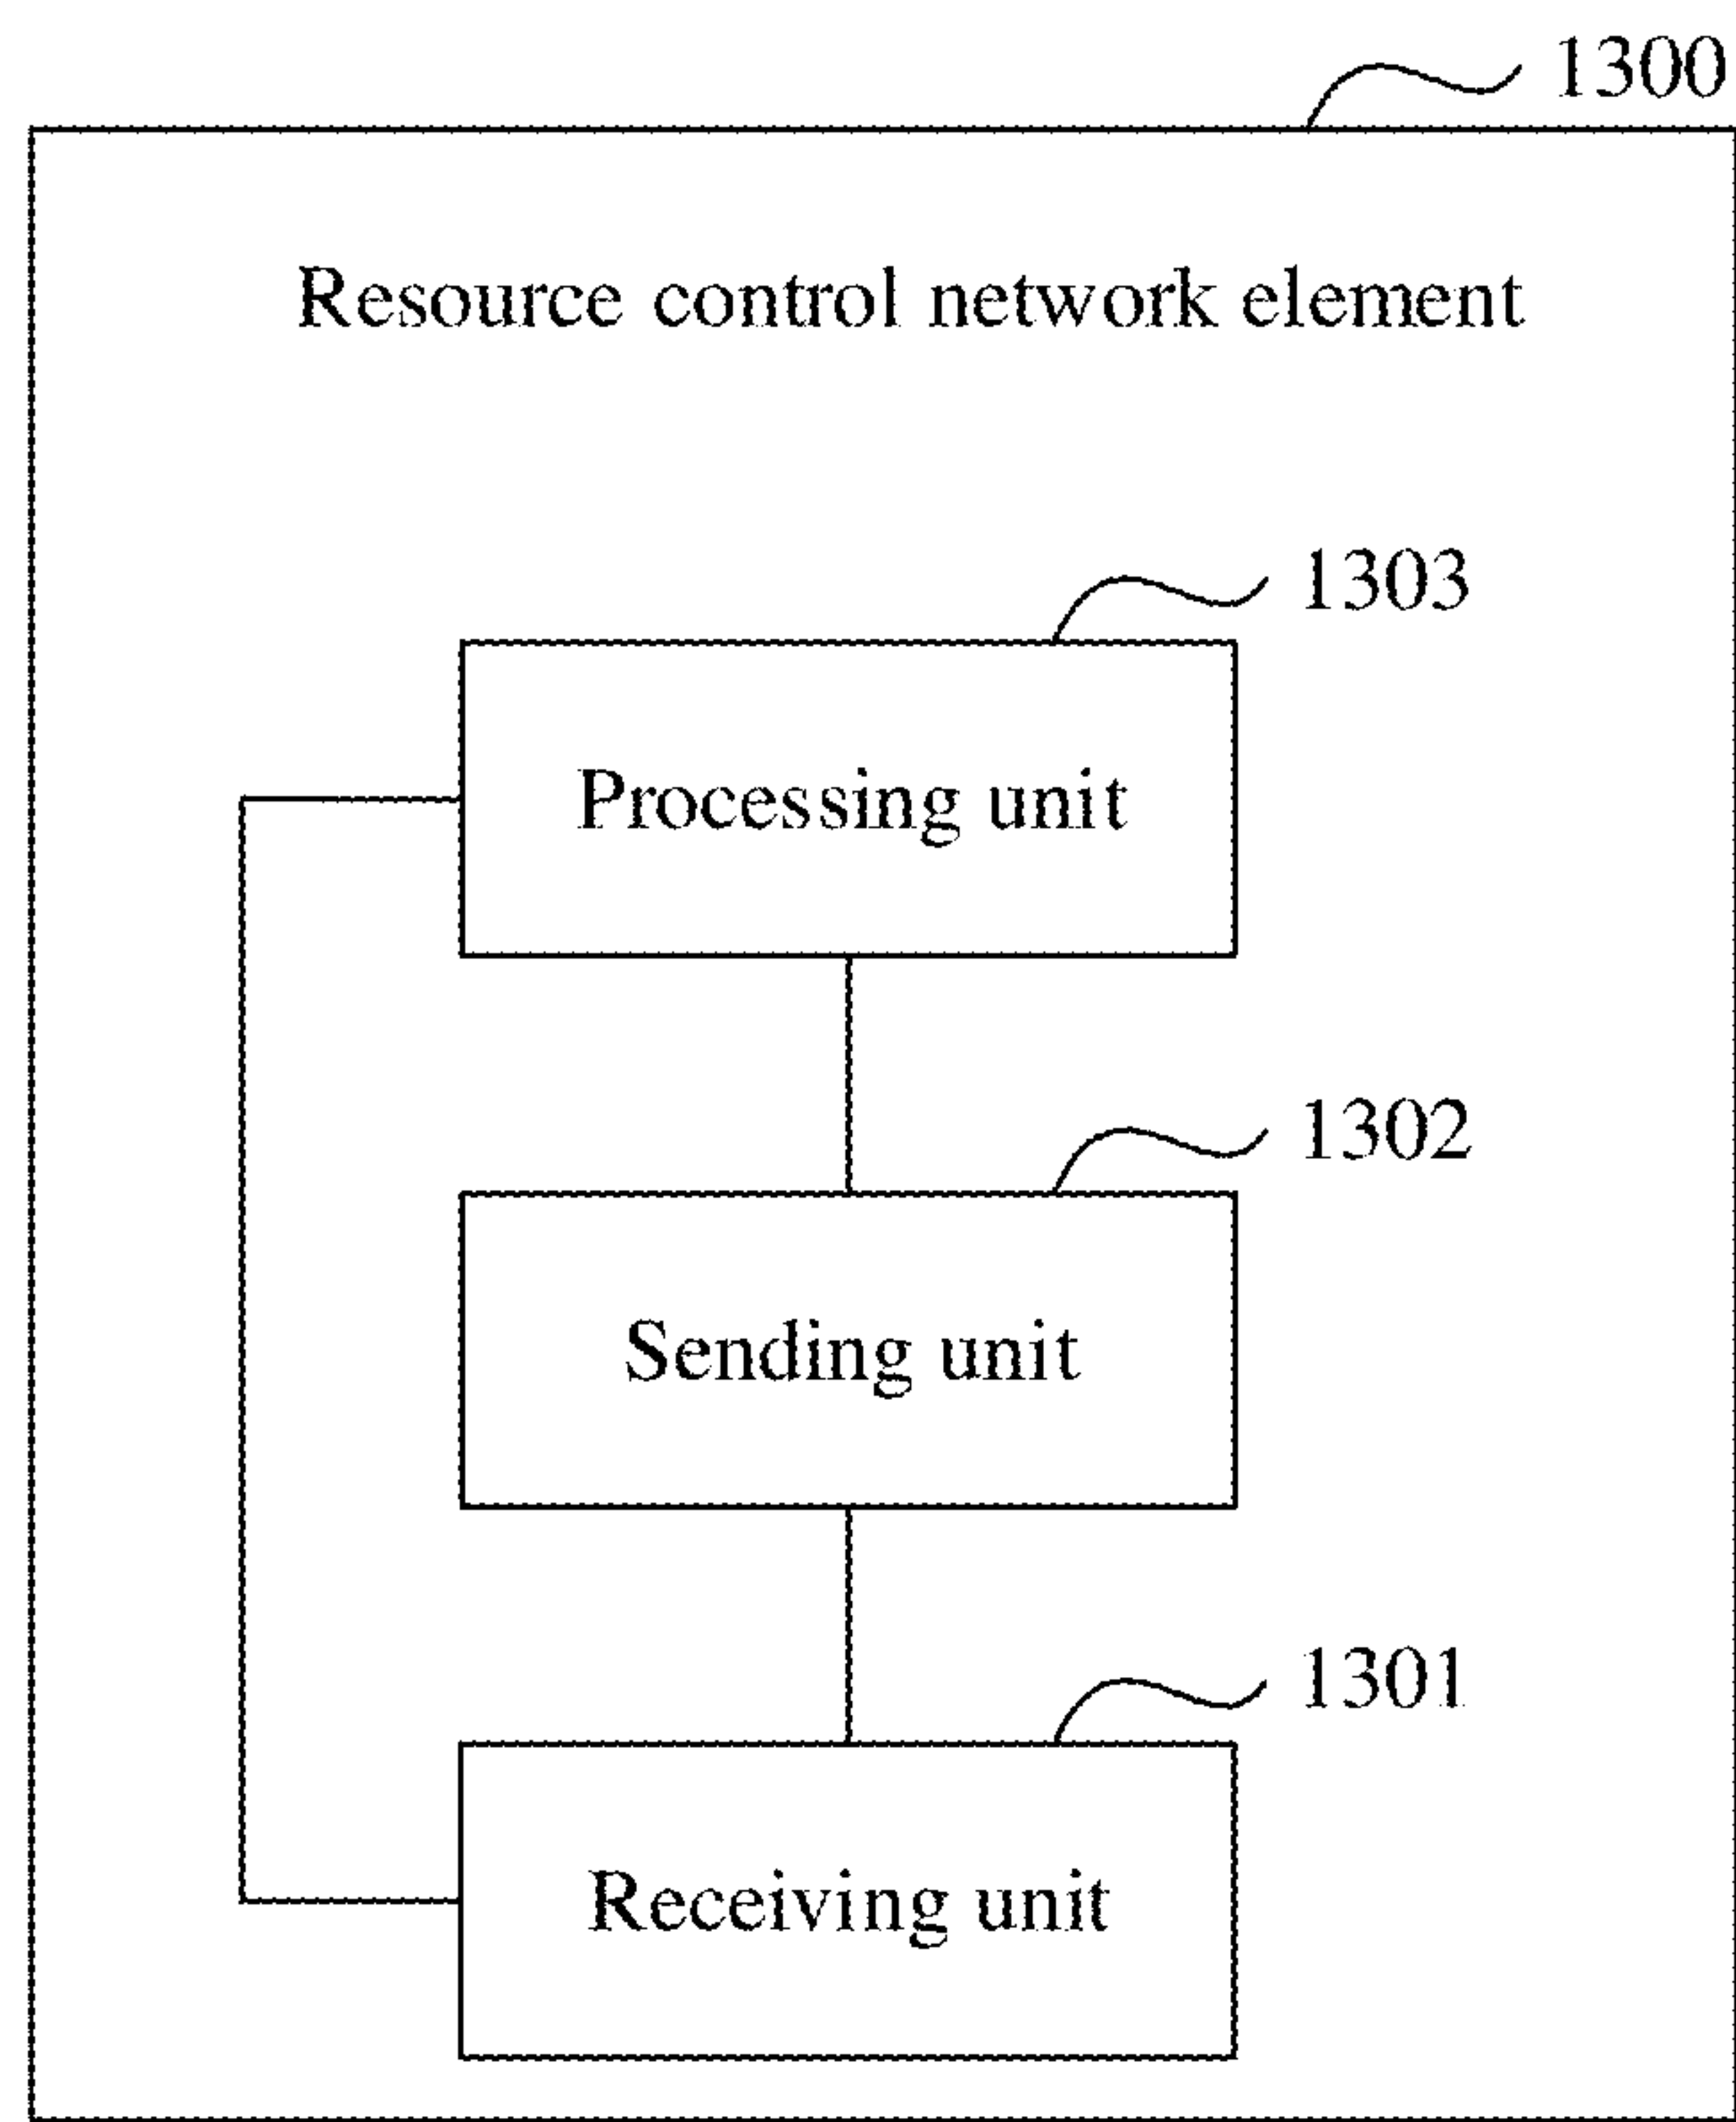 1300
Resource control network element
1303
Processing unit
1302
Sending unit
1301
Receiving unit